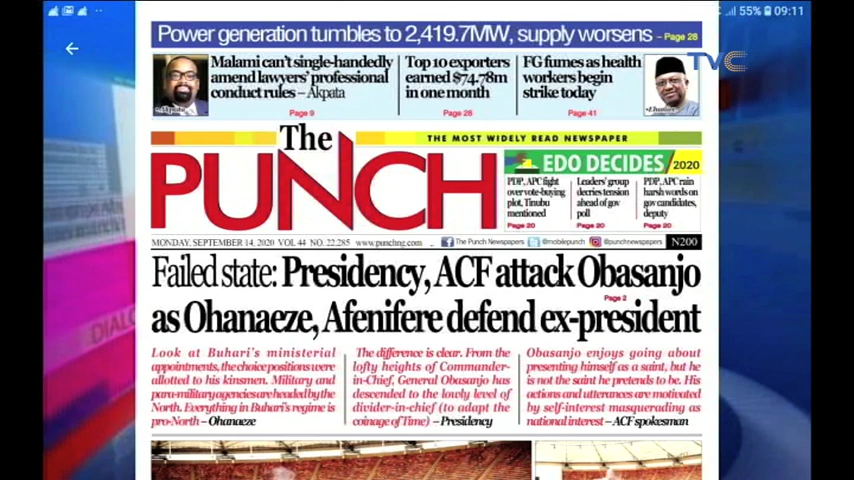 55% 09:11
TVC
Power generation tumbles to 2,419.7MW, supply worsens – Page 28
Malami can't single-handedly
amend lawyers' professional
conduct rules – Akpata
Page 9
Top 10 exporters
earned $74.78m
in one month
Page 28
FG fumes as health
workers begin
strike today
Page 41
•Akpata
•Ehanire
The
PUNCH
THE MOST WIDELY READ NEWSPAPER
EDO DECIDES/2020
PDP, APC fight
over vote-buying
plot, Tinubu
mentioned
Page 20
Leaders' group
decries tension
ahead of gov
poll
Page 20
PDP, APC rain
harsh words on
gov candidates,
deputy
Page 20
MONDAY, SEPTEMBER 14, 2020 VOL 44 NO. 22,285 www.punchng.com The Punch Newspapers @mobilepunch @punchnewspapers N200
Failed state: Presidency, ACF attack Obasanjo
Page 2
as Ohanaeze, Afenifere defend ex-president
Look at Buhari's ministerial
appointments, the choice positions were
allotted to his kinsmen. Military and
para-military agencies are headed by the
North. Everything in Buhari's regime is
pro-North – Ohanaeze
The difference is clear. From the
lofty heights of Commander-
in-Chief, General Obasanjo has
descended to the lowly level of
divider-in-chief (to adapt the
coinage of Time) – Presidency
Obasanjo enjoys going about
presenting himself as a saint, but he
is not the saint he pretends to be. His
actions and utterances are motivated
by self-interest masquerading as
national interest – ACF spokesman